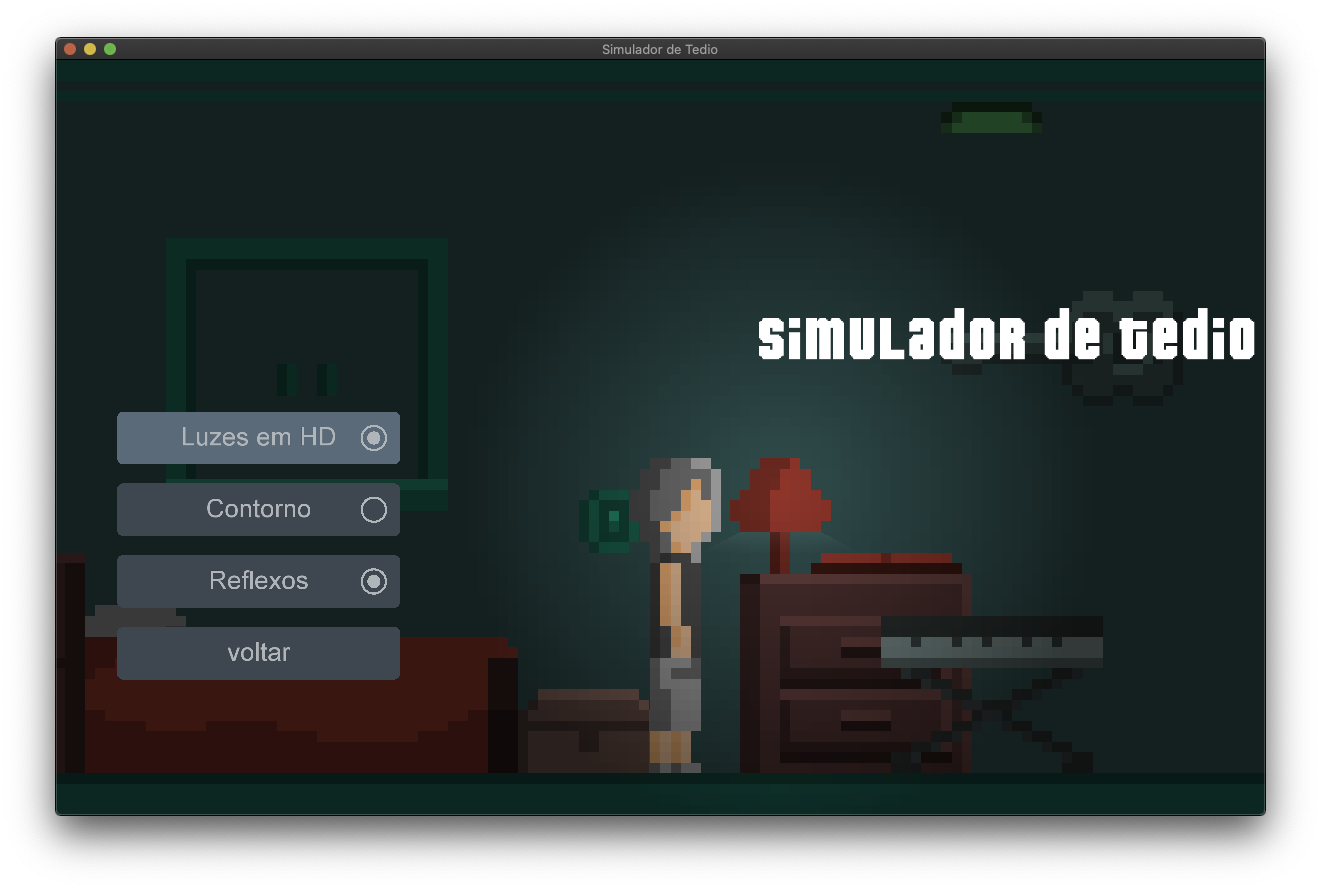 Simulador de Tedio
simulador de tedio
Luzes em HD
Contorno
Reflexos
voltar